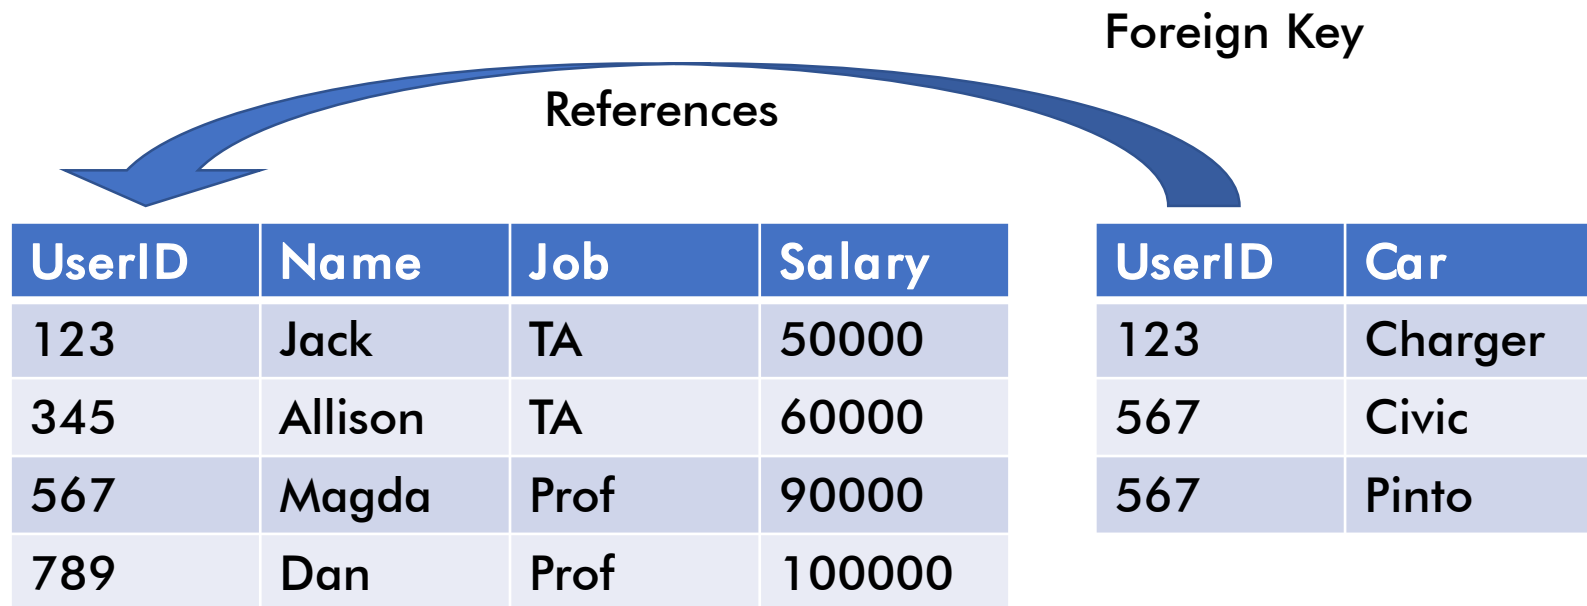 Foreign Key
References
UserID Name Job Salary
123 Jack TA 50000
345 Allison TA 60000
567 Magda Prof 90000
789 Dan Prof 100000
UserID Car
123 Charger
567 Civic
567 Pinto